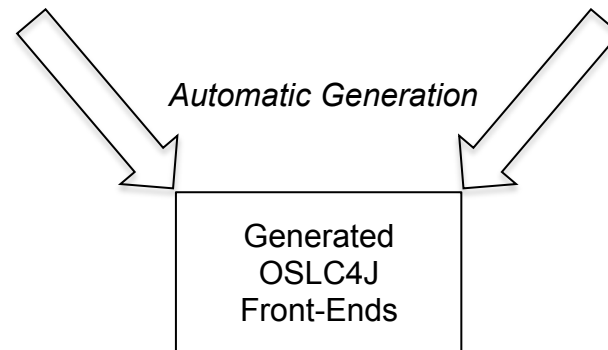 Automatic Generation
Generated
OSLC4J
Front-Ends